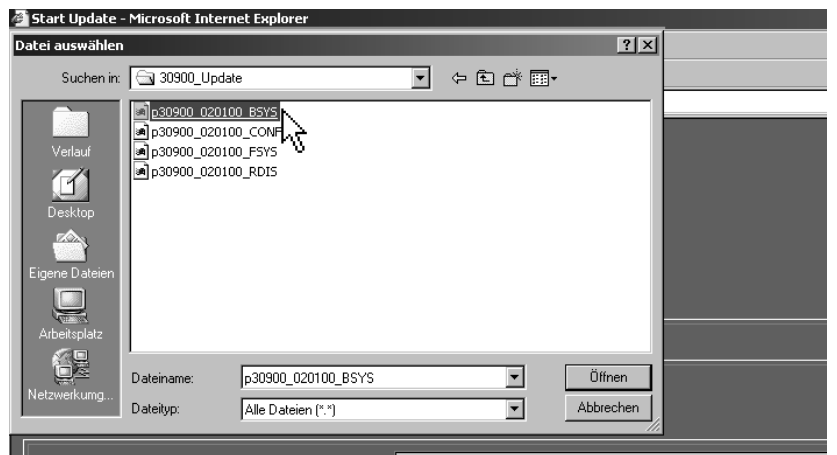 Start Update - Microsoft Internet Explorer
Datei auswählen
Suchen in: 30900_Update
p30900_020100_BSYS
p30900_020100_CONF
p30900_020100_FSYS
p30900_020100_RDIS
Verlauf
Desktop
Eigene Dateien
Arbeitsplatz
Netzwerkumg...
Dateiname: p30900_020100_BSYS Öffnen
Dateityp: Alle Dateien (*.*) Abbrechen